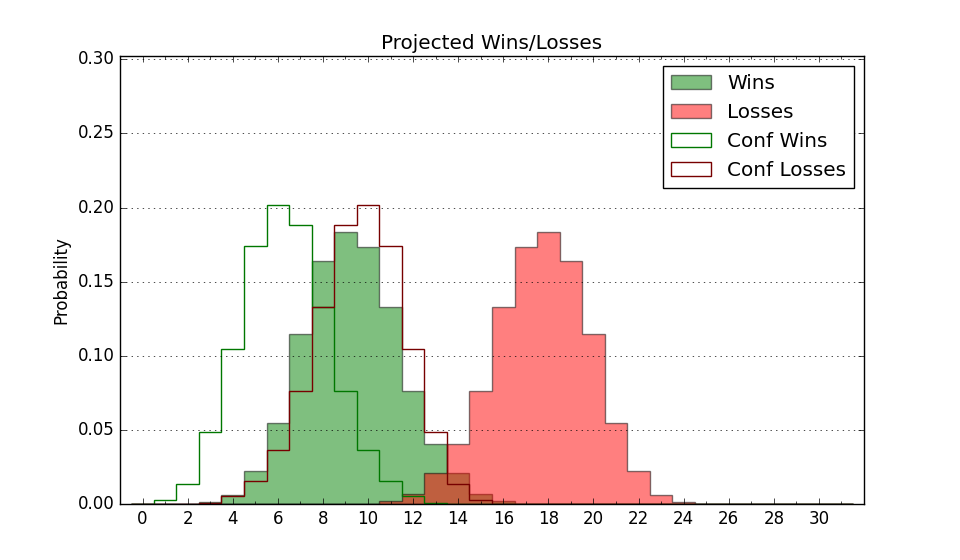 Projected Wins/Losses
0.30
0.25
0.20
0.15
0.10
0.05
0.00
Probability
Wins
Losses
Conf Wins
Conf Losses
0 2 4 6 8 10 12 14 16 18 20 22 24 26 28 30